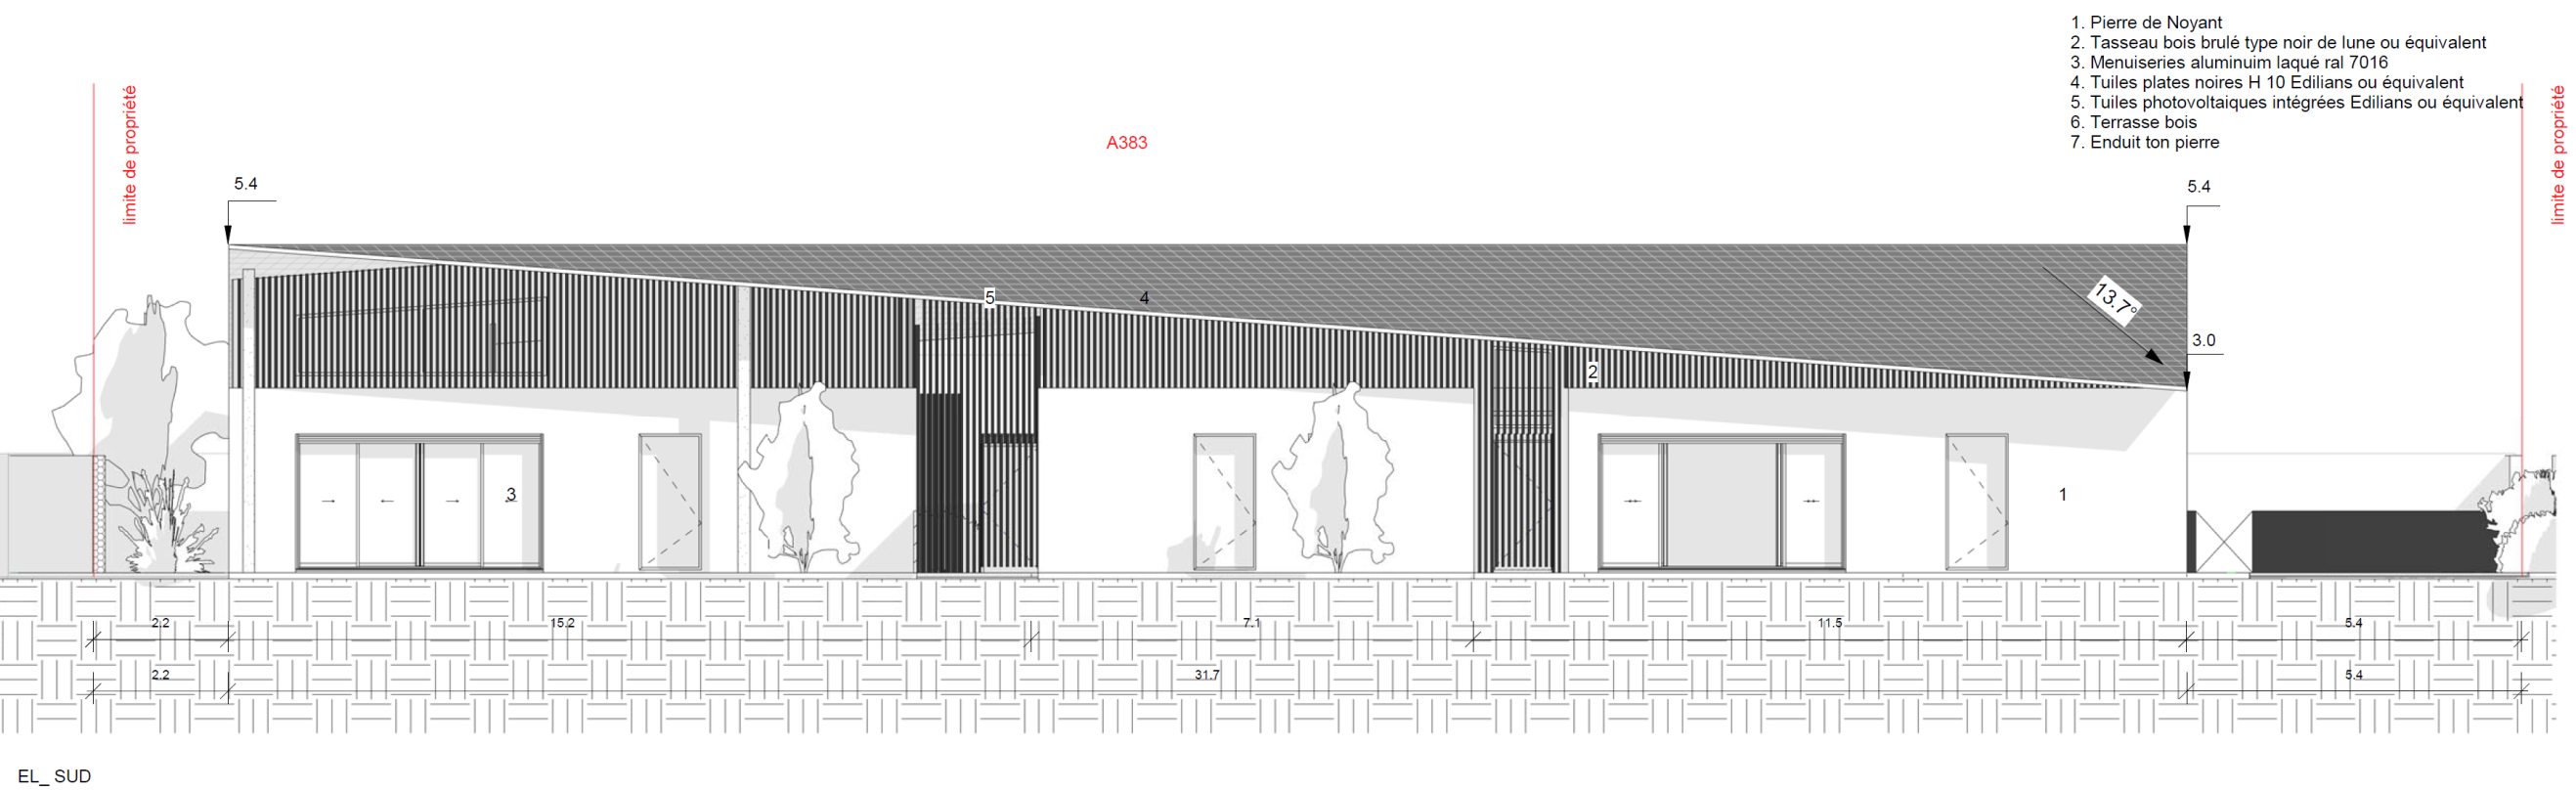 1. Pierre de Noyant
2. Tasseau bois brulé type noir de lune ou équivalent
3. Menuiseries aluminuim laqué ral 7016
4. Tuiles plates noires H 10 Edilians ou équivalent
5. Tuiles photovoltaiques intégrées Edilians ou équivalent
6. Terrasse bois
7. Enduit ton pierre
limite de propriété
limite de propriété
A383
5.4
5.4
13.7°
5
4
3.0
2
3
1
2.2
15.2
7.1
11.5
5.4
2.2
31.7
5.4
EL_ SUD